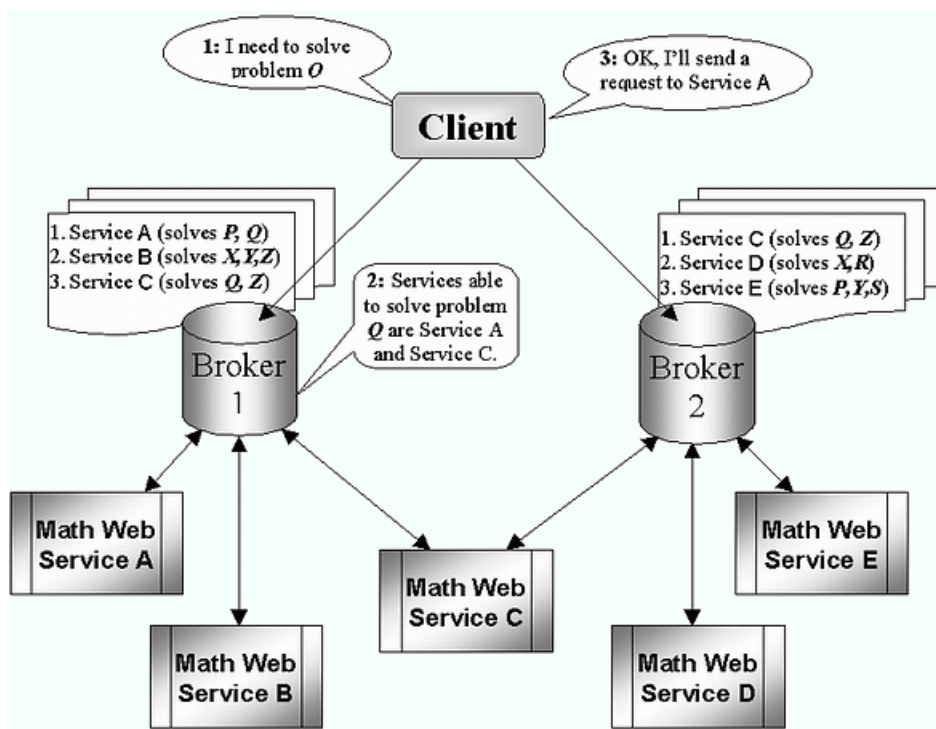 1: I need to solve
problem O
3: OK, I'll send a
request to Service A
Client
1. Service A (solves P, Q)
2. Service B (solves X,Y,Z)
3. Service C (solves Q, Z)
1. Service C (solves Q, Z)
2. Service D (solves X,R)
3. Service E (solves P,Y,S)
2: Services able
to solve problem
Q are Service A
and Service C.
Broker
1
Broker
2
Math Web
Service A
Math Web
Service B
Math Web
Service C
Math Web
Service D
Math Web
Service E